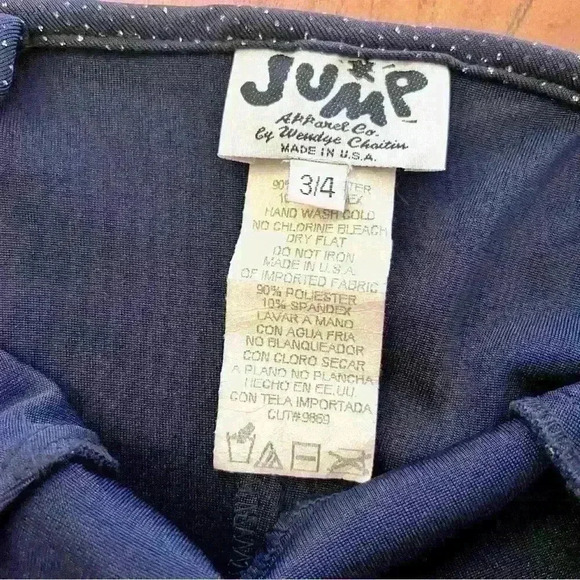 JUMP
Apparel Co.
by Wendye Chaitin
MADE IN U.S.A.
3/4
90%
HAND WASH COLD
NO CHLORINE BLEACH
DRY FLAT
DO NOT IRON
MADE IN U.S.A.
OF IMPORTED FABRIC
90% POLIESTER
10% SPANDEX
LAVAR A MANO
CON AGUA FRIA
NO BLANQUEADOR
CON CLORO SECAR
A PLANO NO PLANCHA
HECHO EN EE.UU.
CON TELA IMPORTADA
CUT#9869